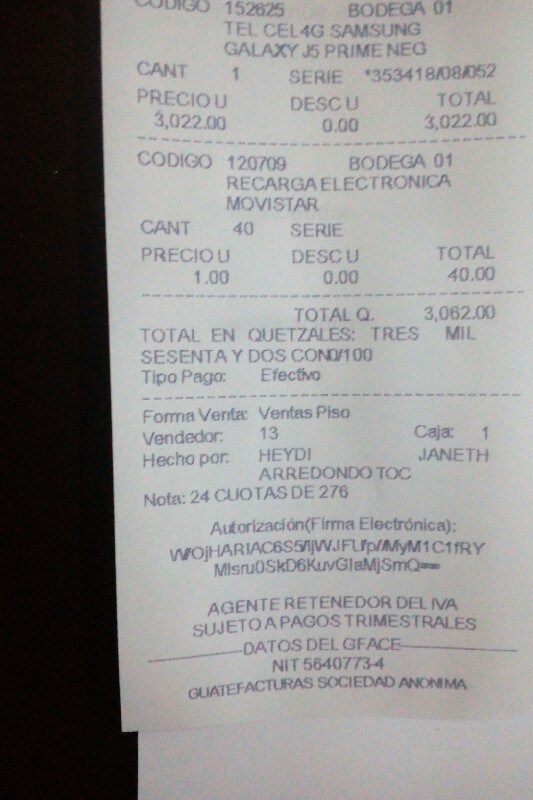 CODIGO 152625 BODEGA 01
TEL CEL4G SAMSUNG
GALAXY J5 PRIME NEG
CANT 1 SERIE *353418/08/052
PRECIO U DESC U TOTAL
3,022.00 0.00 3,022.00
CODIGO 120709 BODEGA 01
RECARGA ELECTRONICA
MOVISTAR
CANT 40 SERIE
PRECIO U DESC U TOTAL
1.00 0.00 40.00
TOTAL Q. 3,062.00
TOTAL EN QUETZALES: TRES MIL
SESENTA Y DOS CON0/100
Tipo Pago: Efectivo
Forma Venta: Ventas Piso
Vendedor: 13 Caja: 1
Hecho por: HEYDI JANETH
ARREDONDO TOC
Nota: 24 CUOTAS DE 276
Autorización(Firma Electrónica):
AGENTE RETENEDOR DEL IVA
SUJETO A PAGOS TRIMESTRALES
DATOS DEL GFACE
NIT 5640773-4
GUATEFACTURAS SOCIEDAD ANONIMA